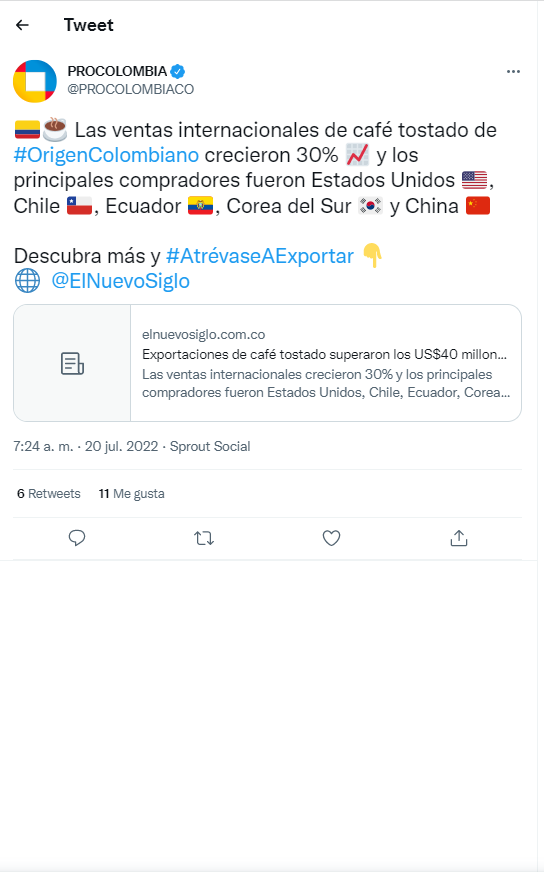 Tweet
PROCOLOMBIA
@PROCOLOMBIACO
Las ventas internacionales de café tostado de
#OrigenColombiano crecieron 30% y los
principales compradores fueron Estados Unidos ,
Chile , Ecuador , Corea del Sur y China
Descubra más y #AtrévaseAExportar
@ElNuevoSiglo
elnuevosiglo.com.co
Exportaciones de café tostado superaron los US$40 millon...
Las ventas internacionales crecieron 30% y los principales
compradores fueron Estados Unidos, Chile, Ecuador, Corea...
7:24 a. m. · 20 jul. 2022 · Sprout Social
6 Retweets 11 Me gusta